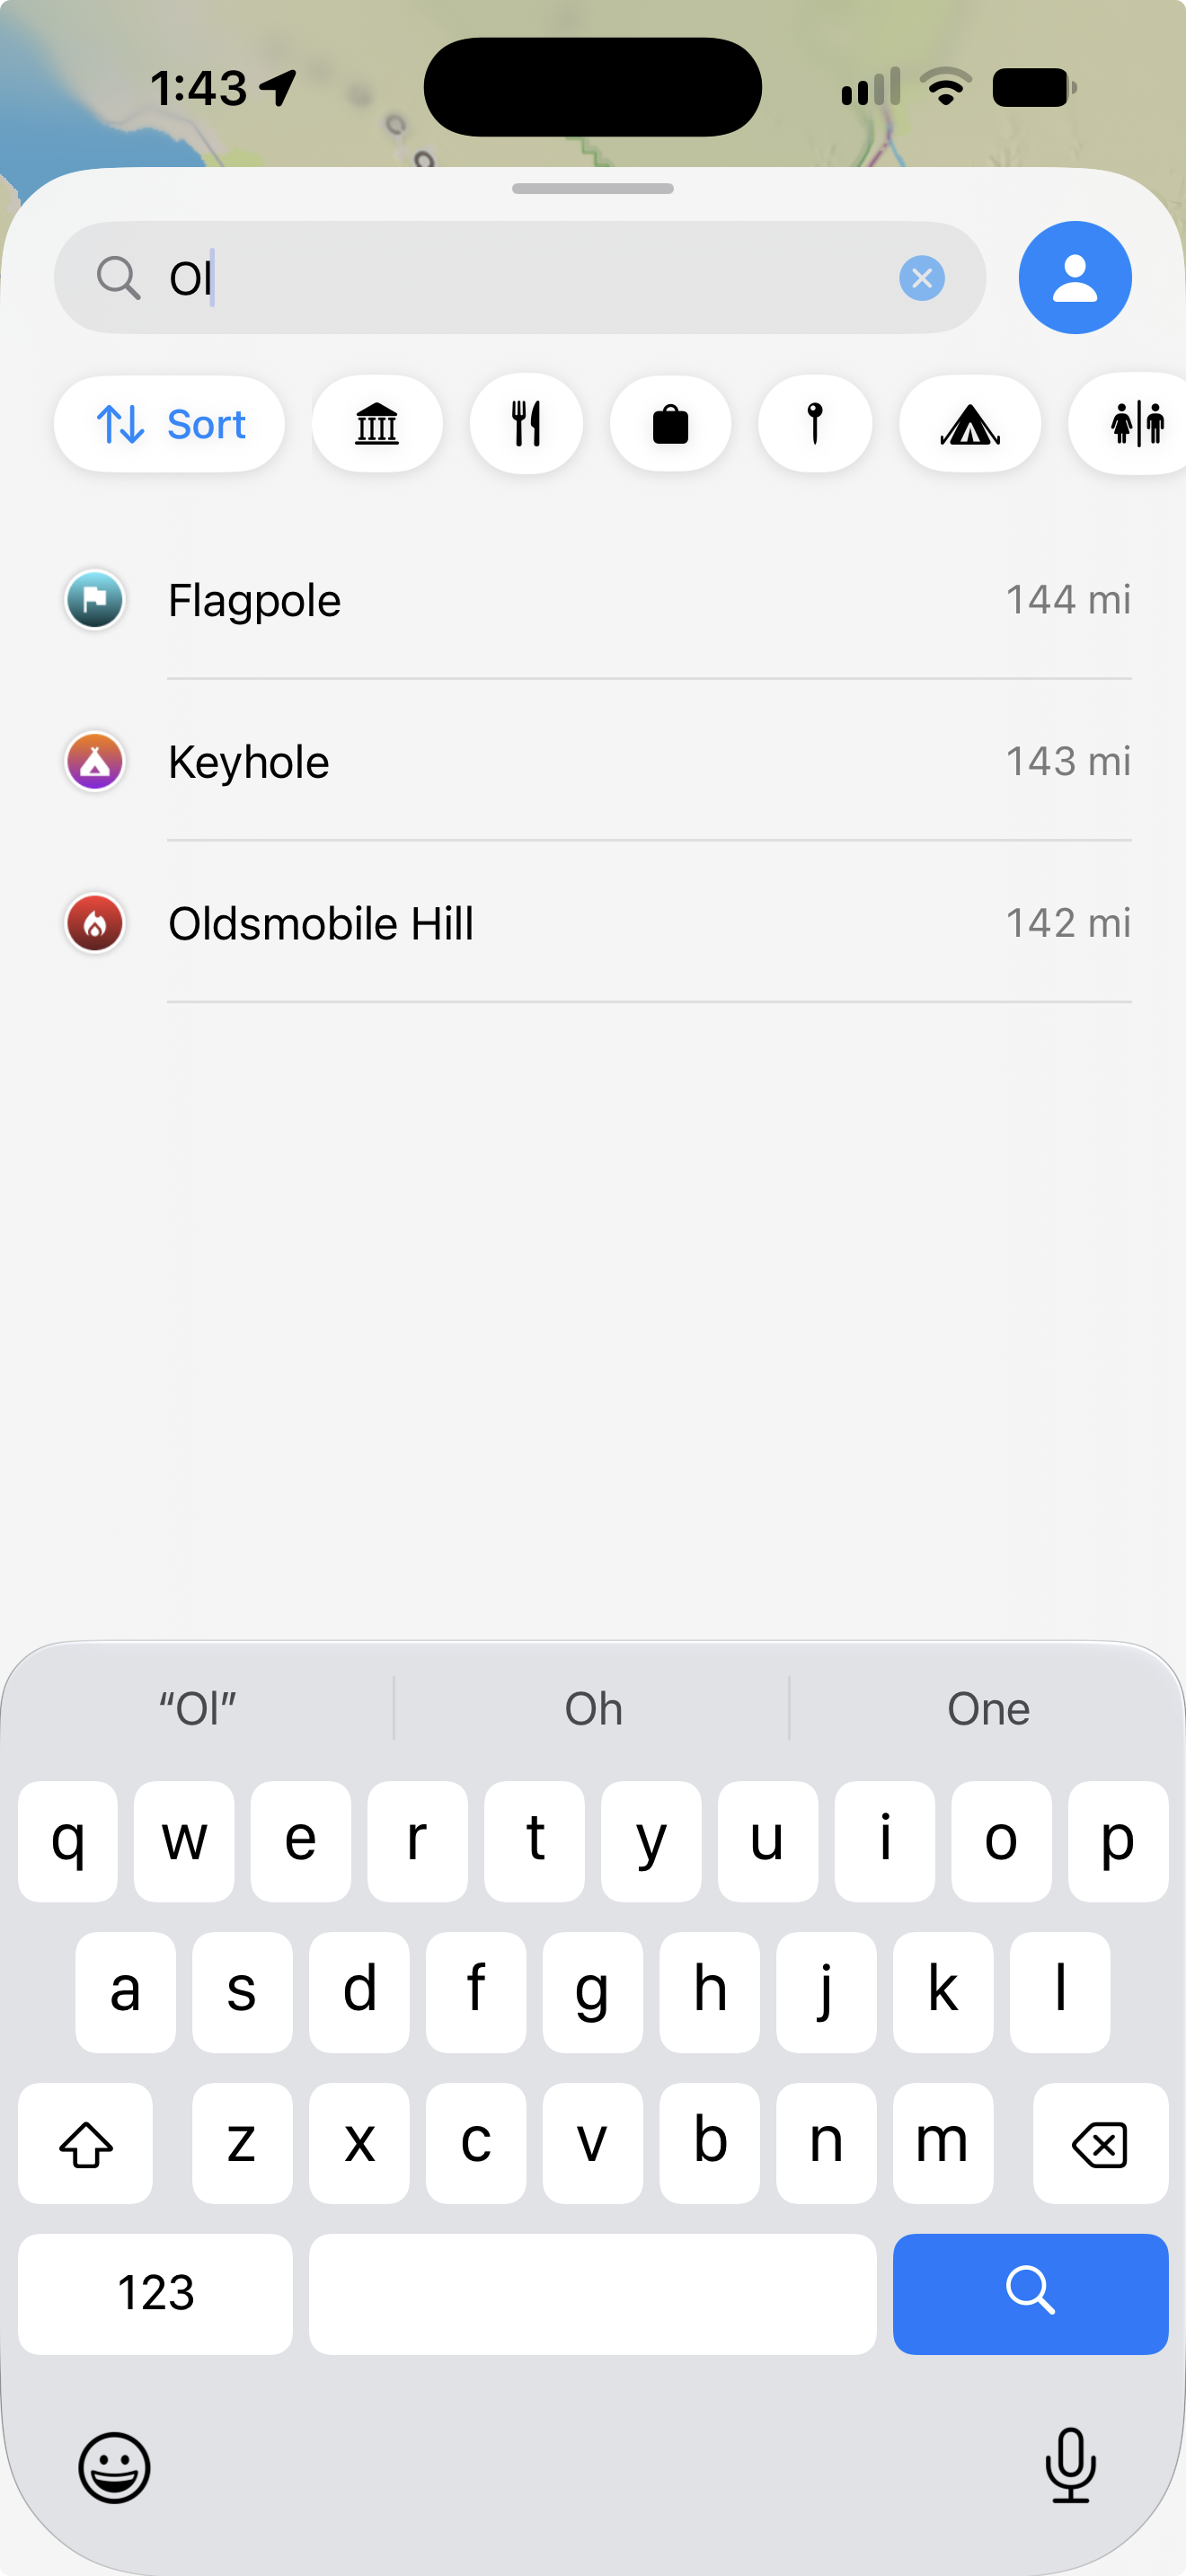 1:43
Ol
Sort
Flagpole 144 mi
Keyhole 143 mi
Oldsmobile Hill 142 mi
“Ol” Oh One
q w e r t y u i o p
a s d f g h j k l
z x c v b n m
123